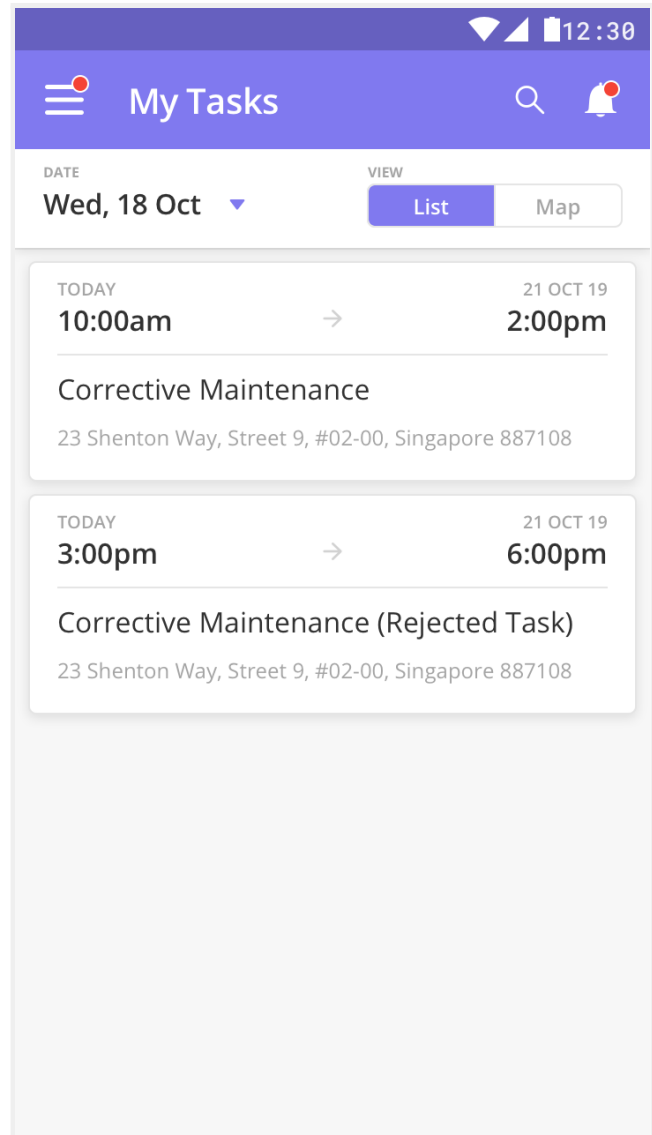 12:30
My Tasks
DATE VIEW
Wed, 18 Oct List Map
TODAY 21 OCT 19
10:00am 2:00pm
Corrective Maintenance
23 Shenton Way, Street 9, #02-00, Singapore 887108
TODAY 21 OCT 19
3:00pm 6:00pm
Corrective Maintenance (Rejected Task)
23 Shenton Way, Street 9, #02-00, Singapore 887108